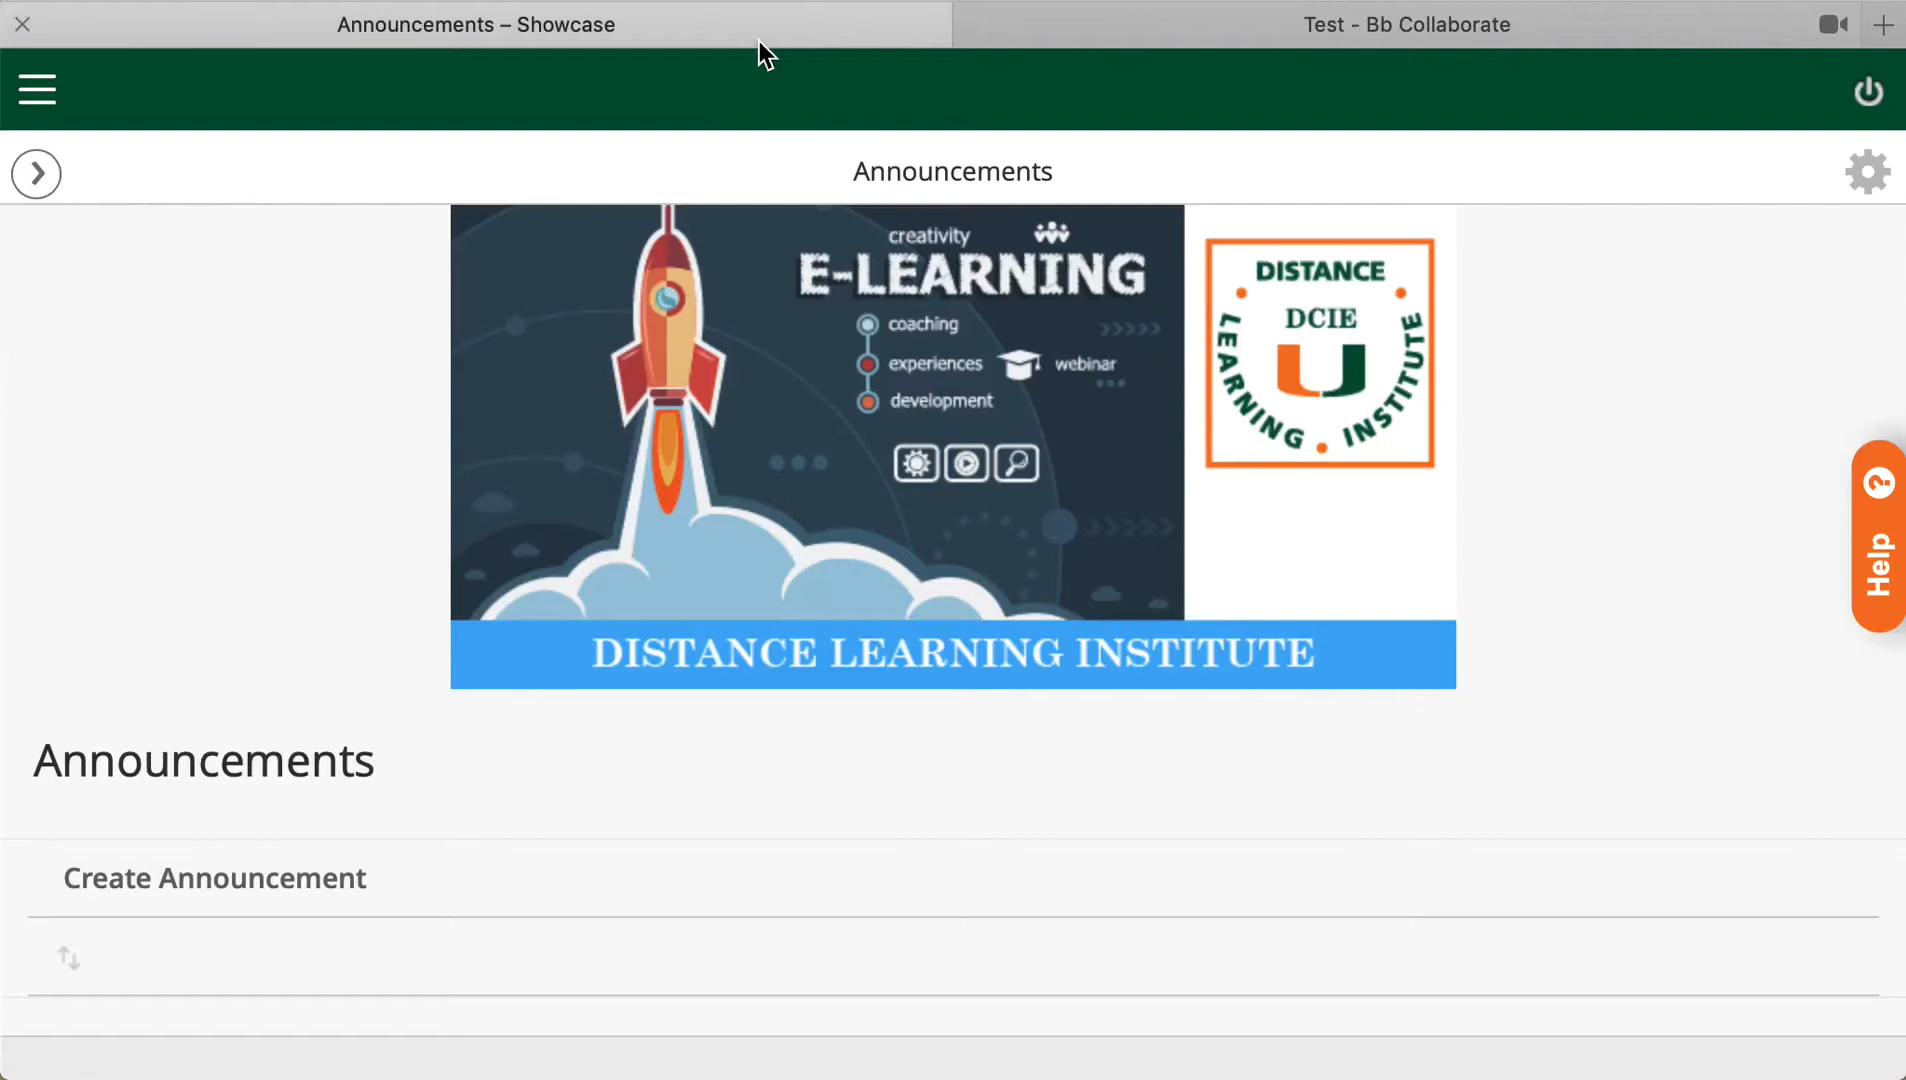 Announcements – Showcase
Test - Bb Collaborate
Announcements
creativity
E-LEARNING
coaching
experiences
webinar
development
DISTANCE
DCIE
LEARNING
INSTITUTE
U
DISTANCE LEARNING INSTITUTE
? Help
Announcements
Create Announcement